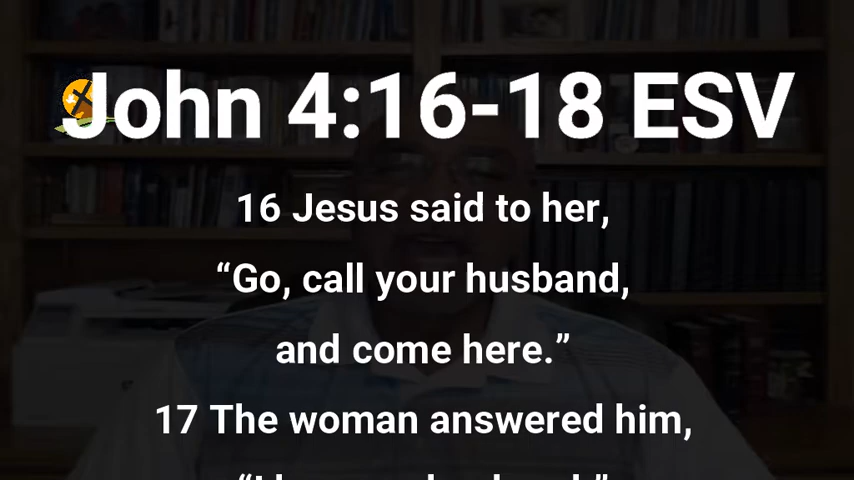 John 4:16-18 ESV
16 Jesus said to her,
“Go, call your husband,
and come here.”
17 The woman answered him,